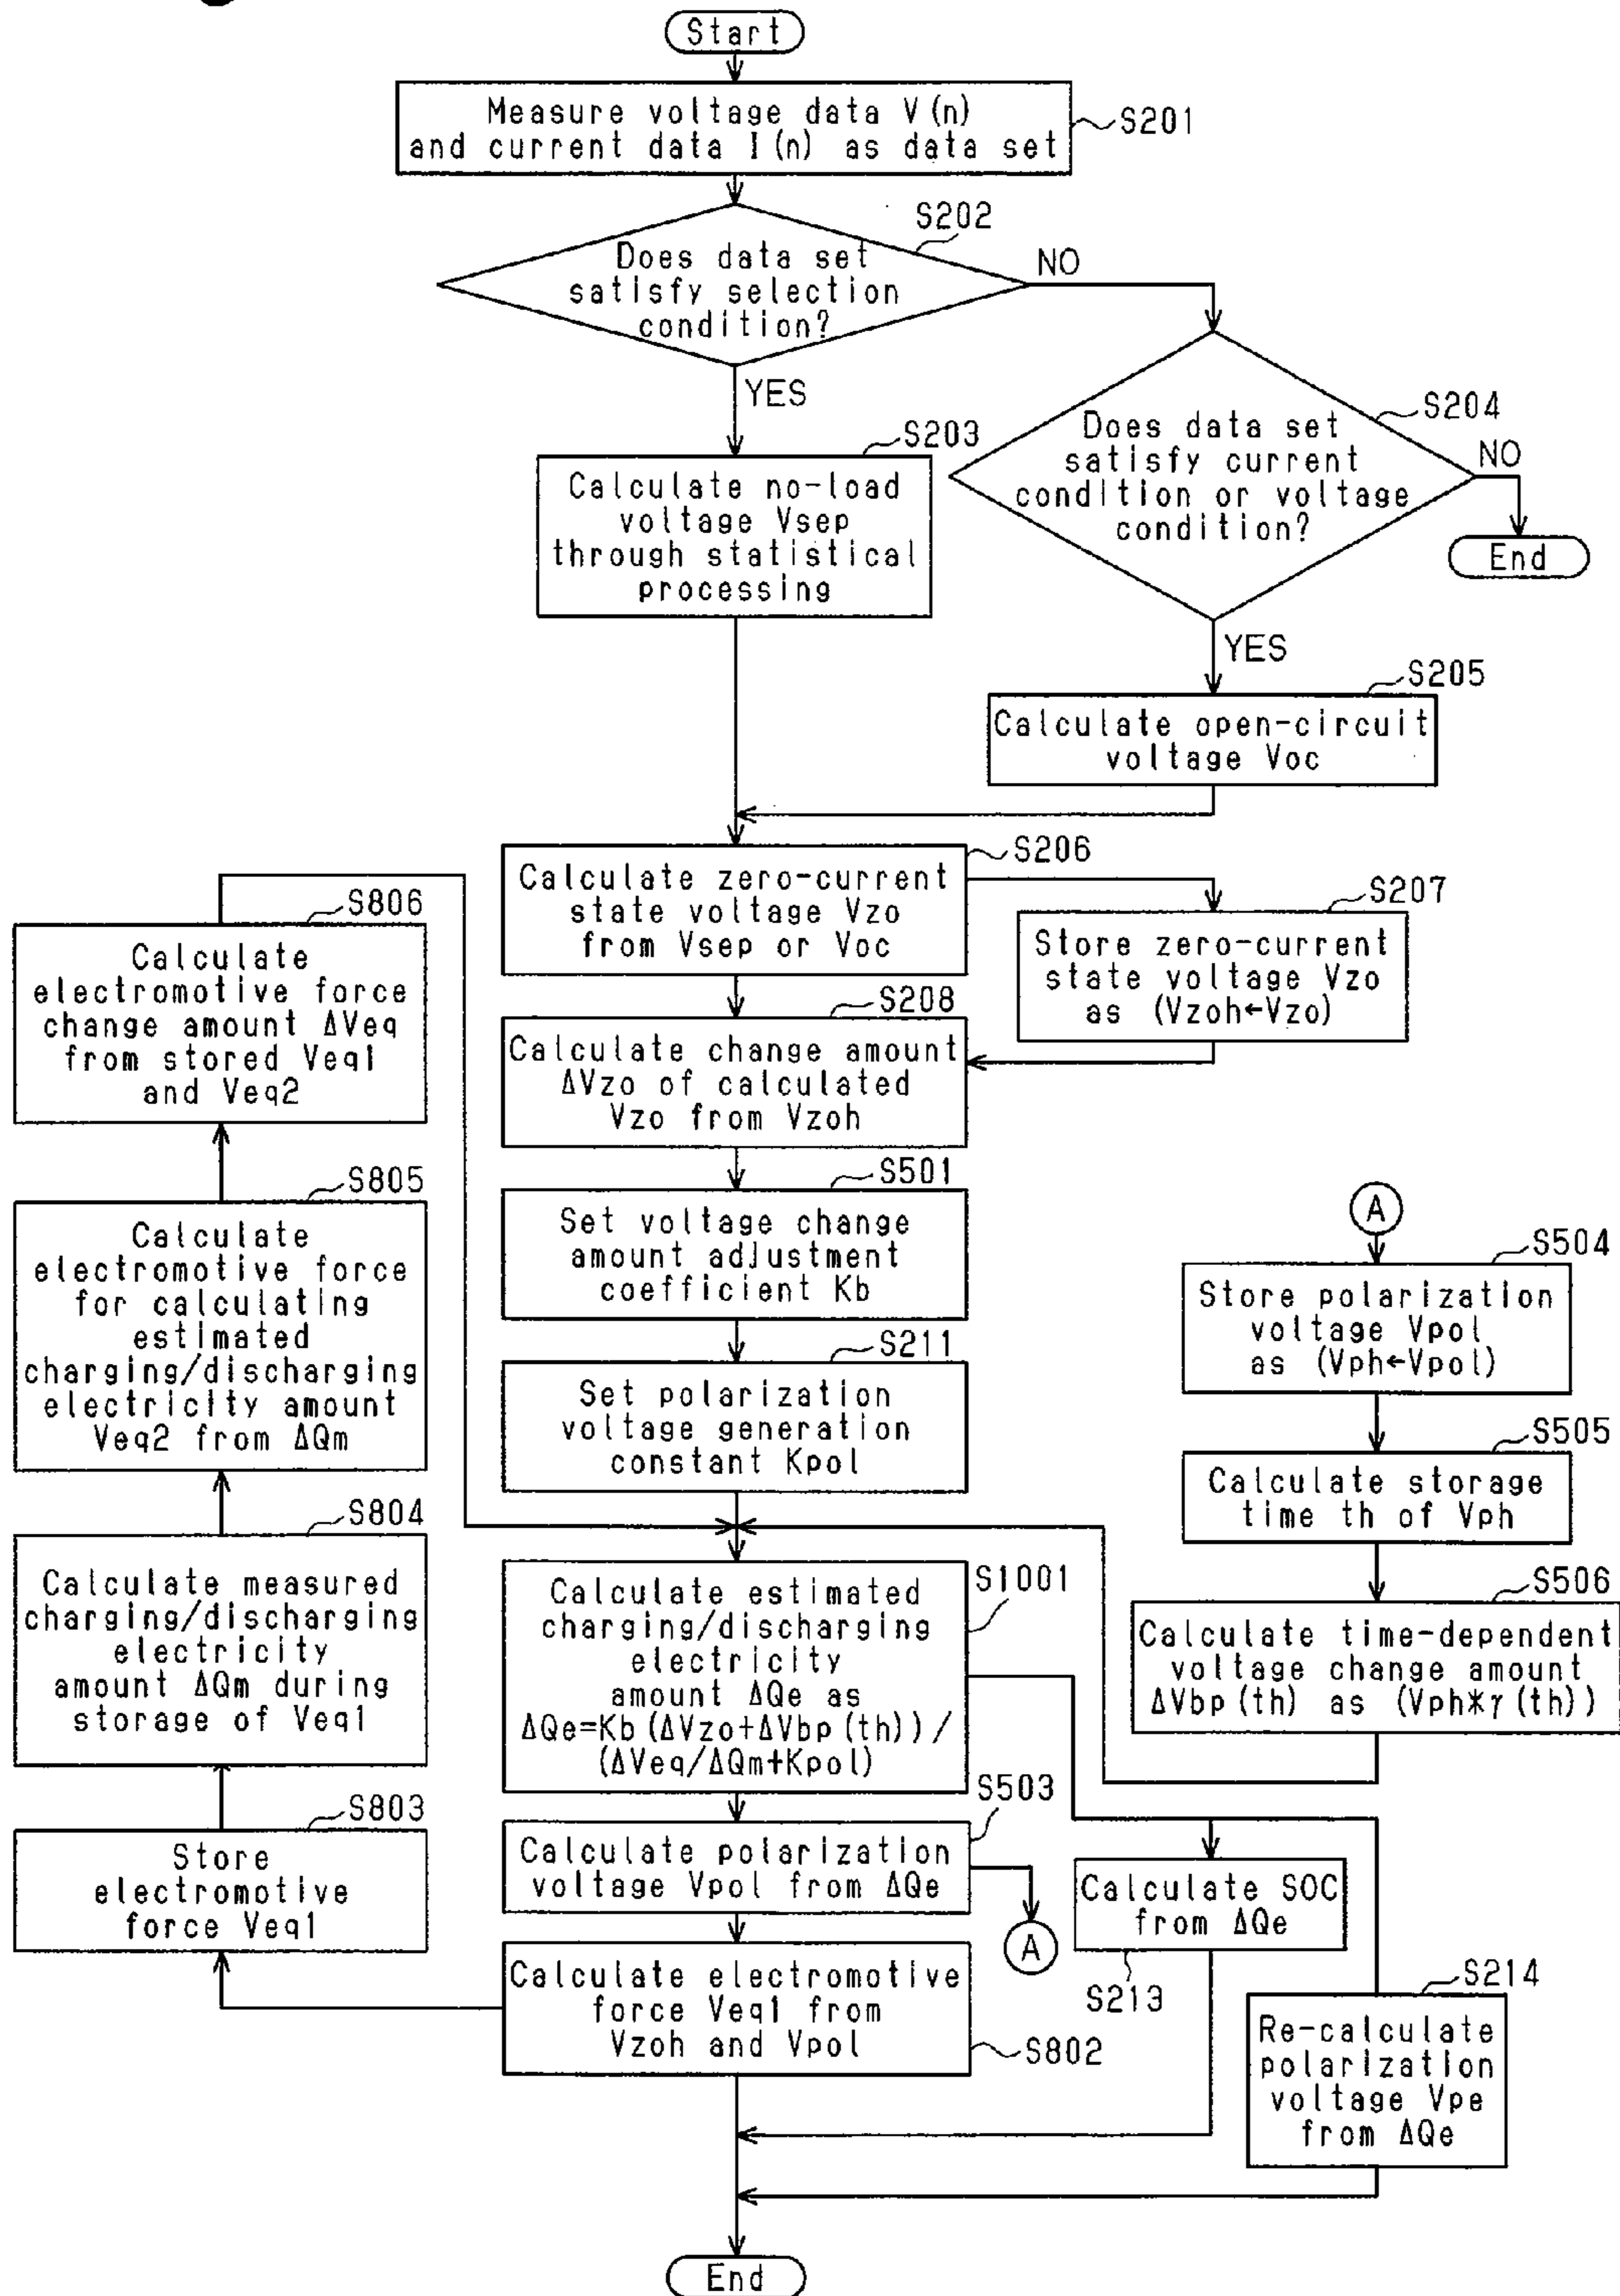 Start
Measure voltage data V(n)
and current data I(n) as data set
S201
S202
Does data set
satisfy selection
condition?
NO
YES
S204
Does data set
satisfy current
condition or voltage
condition?
NO
End
S203
Calculate no-load
voltage Vsep
through statistical
processing
YES
S205
Calculate open-circuit
voltage Voc
S206
Calculate zero-current
state voltage Vzo
from Vsep or Voc
S207
Store zero-current
state voltage Vzo
as (Vzoh←Vzo)
S208
Calculate change amount
ΔVzo of calculated
Vzo from Vzoh
S501
Set voltage change
amount adjustment
coefficient Kb
S211
Set polarization
voltage generation
constant Kpol
S806
Calculate
electromotive force
change amount ΔVeq
from stored Veq1
and Veq2
S805
Calculate
electromotive force
for calculating
estimated
charging/discharging
electricity amount
Veq2 from ΔQm
S804
Calculate measured
charging/discharging
electricity
amount ΔQm during
storage of Veq1
S803
Store
electromotive
force Veq1
A
S504
Store polarization
voltage Vpol
as (Vph←Vpol)
S505
Calculate storage
time th of Vph
S506
Calculate time-dependent
voltage change amount
ΔVbp(th) as (Vph*γ(th))
S1001
Calculate estimated
charging/discharging
electricity
amount ΔQe as
ΔQe=Kb(ΔVzo+ΔVbp(th))/
(ΔVeq/ΔQm+Kpol)
S503
Calculate polarization
voltage Vpol from ΔQe
A
Calculate SOC
from ΔQe
S213
S214
Re-calculate
polarization
voltage Vpe
from ΔQe
Calculate electromotive
force Veq1 from
Vzoh and Vpol
S802
End